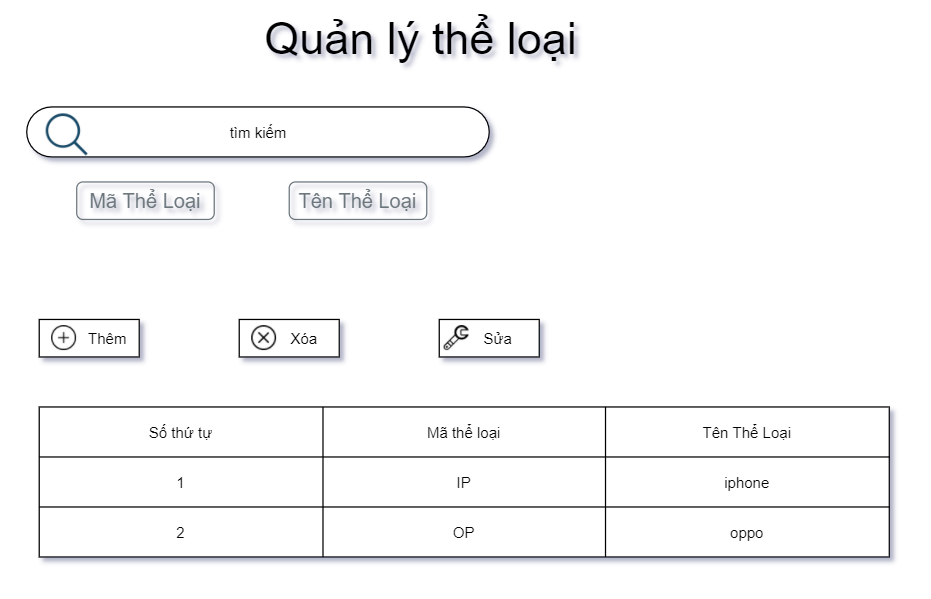 Quản lý thể loại
tìm kiếm
Mã Thể Loại Tên Thể Loại
Thêm Xóa Sửa
Số thứ tự Mã thể loại Tên Thể Loại
1 IP iphone
2 OP oppo